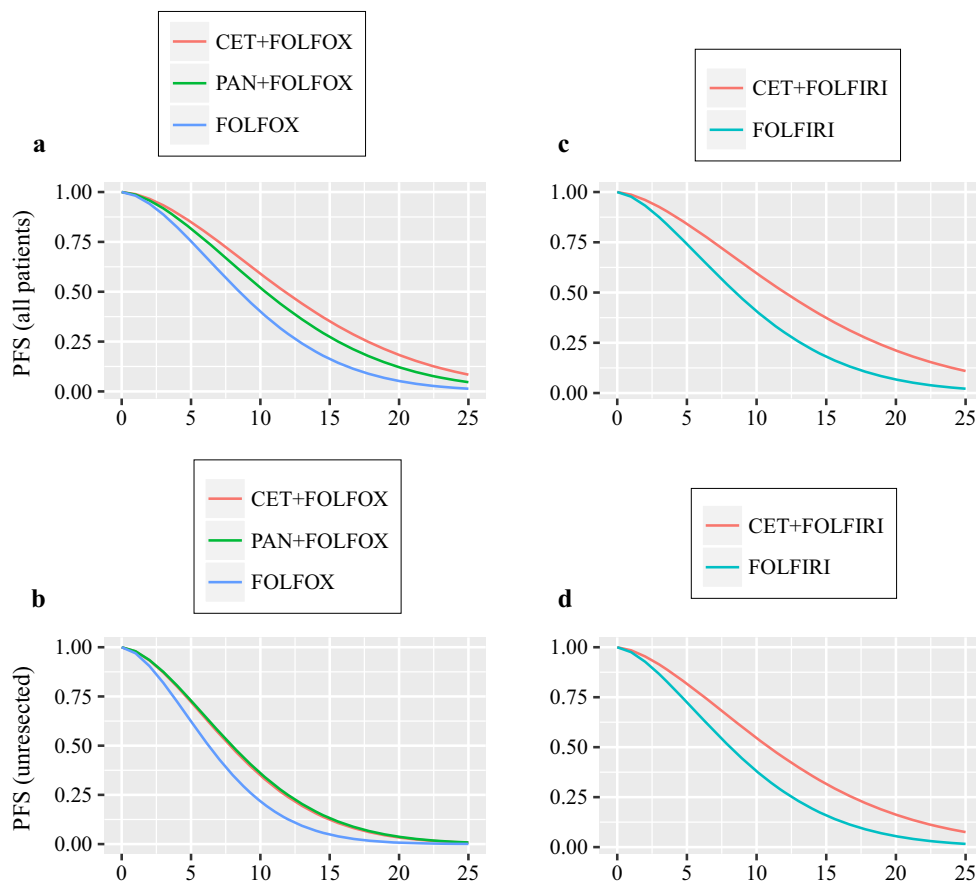 CET+FOLFOX
PAN+FOLFOX
FOLFOX
a
1.00
0.75
0.50
0.25
0.00
PFS (all patients)
0 5 10 15 20 25
CET+FOLFIRI
FOLFIRI
c
1.00
0.75
0.50
0.25
0.00
0 5 10 15 20 25
CET+FOLFOX
PAN+FOLFOX
FOLFOX
b
1.00
0.75
0.50
0.25
0.00
PFS (unresected)
0 5 10 15 20 25
CET+FOLFIRI
FOLFIRI
d
1.00
0.75
0.50
0.25
0.00
0 5 10 15 20 25